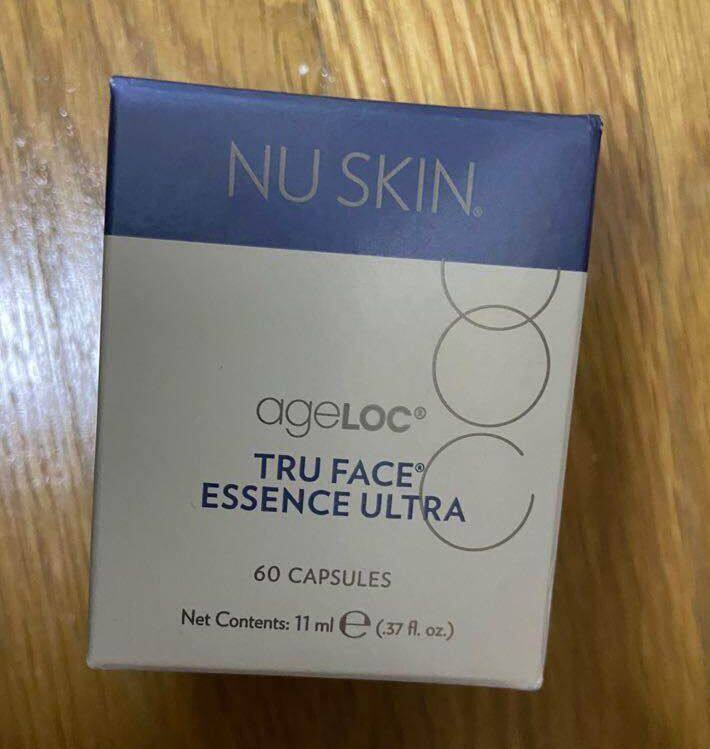 NU SKIN®
ageLOC®
TRU FACE®
ESSENCE ULTRA
60 CAPSULES
Net Contents: 11 ml ℮ (.37 fl. oz.)